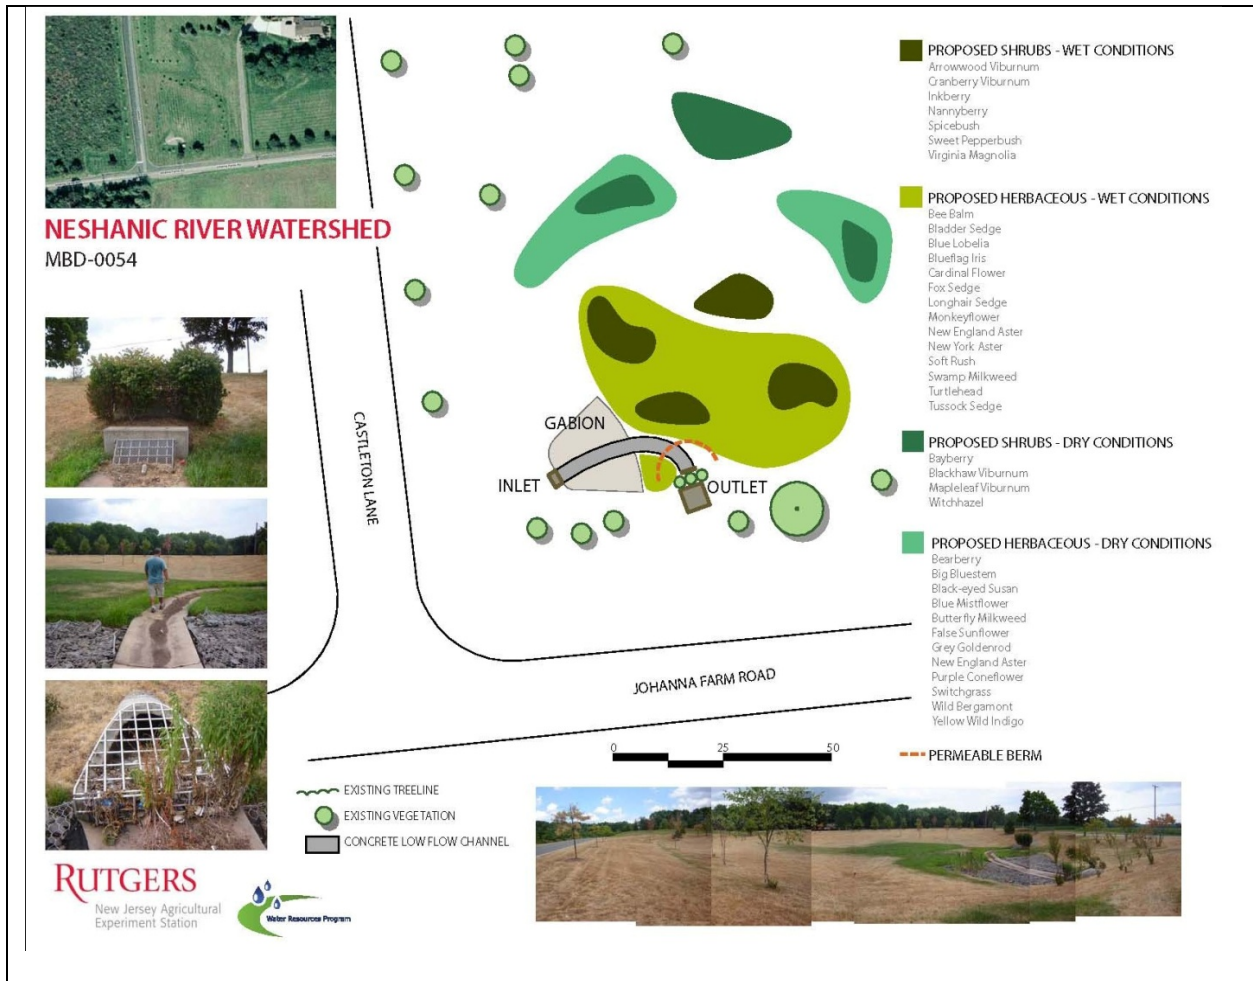 NESHANIC RIVER WATERSHED
MBD-0054
CASTLETON LANE
GABION
INLET
OUTLET
JOHANNA FARM ROAD
0
25
50
EXISTING TREELINE
EXISTING VEGETATION
CONCRETE LOW FLOW CHANNEL
PROPOSED SHRUBS - WET CONDITIONS
Arrowwood Viburnum
Cranberry Viburnum
Inkberry
Nannyberry
Spicebush
Sweet Pepperbush
Virginia Magnolia
PROPOSED HERBACEOUS - WET CONDITIONS
Bee Balm
Bladder Sedge
Blue Lobelia
Blueflag Iris
Cardinal Flower
Fox Sedge
Longhair Sedge
Monkeyflower
New England Aster
New York Aster
Soft Rush
Swamp Milkweed
Turtlehead
Tussock Sedge
PROPOSED SHRUBS - DRY CONDITIONS
Bayberry
Blackhaw Viburnum
Mapleleaf Viburnum
Witchhazel
PROPOSED HERBACEOUS - DRY CONDITIONS
Bearberry
Big Bluestem
Black-eyed Susan
Blue Mistflower
Butterfly Milkweed
False Sunflower
Grey Goldenrod
New England Aster
Purple Coneflower
Switchgrass
Wild Bergamont
Yellow Wild Indigo
PERMEABLE BERM
RUTGERS
New Jersey Agricultural
Experiment Station
Water Resources Program